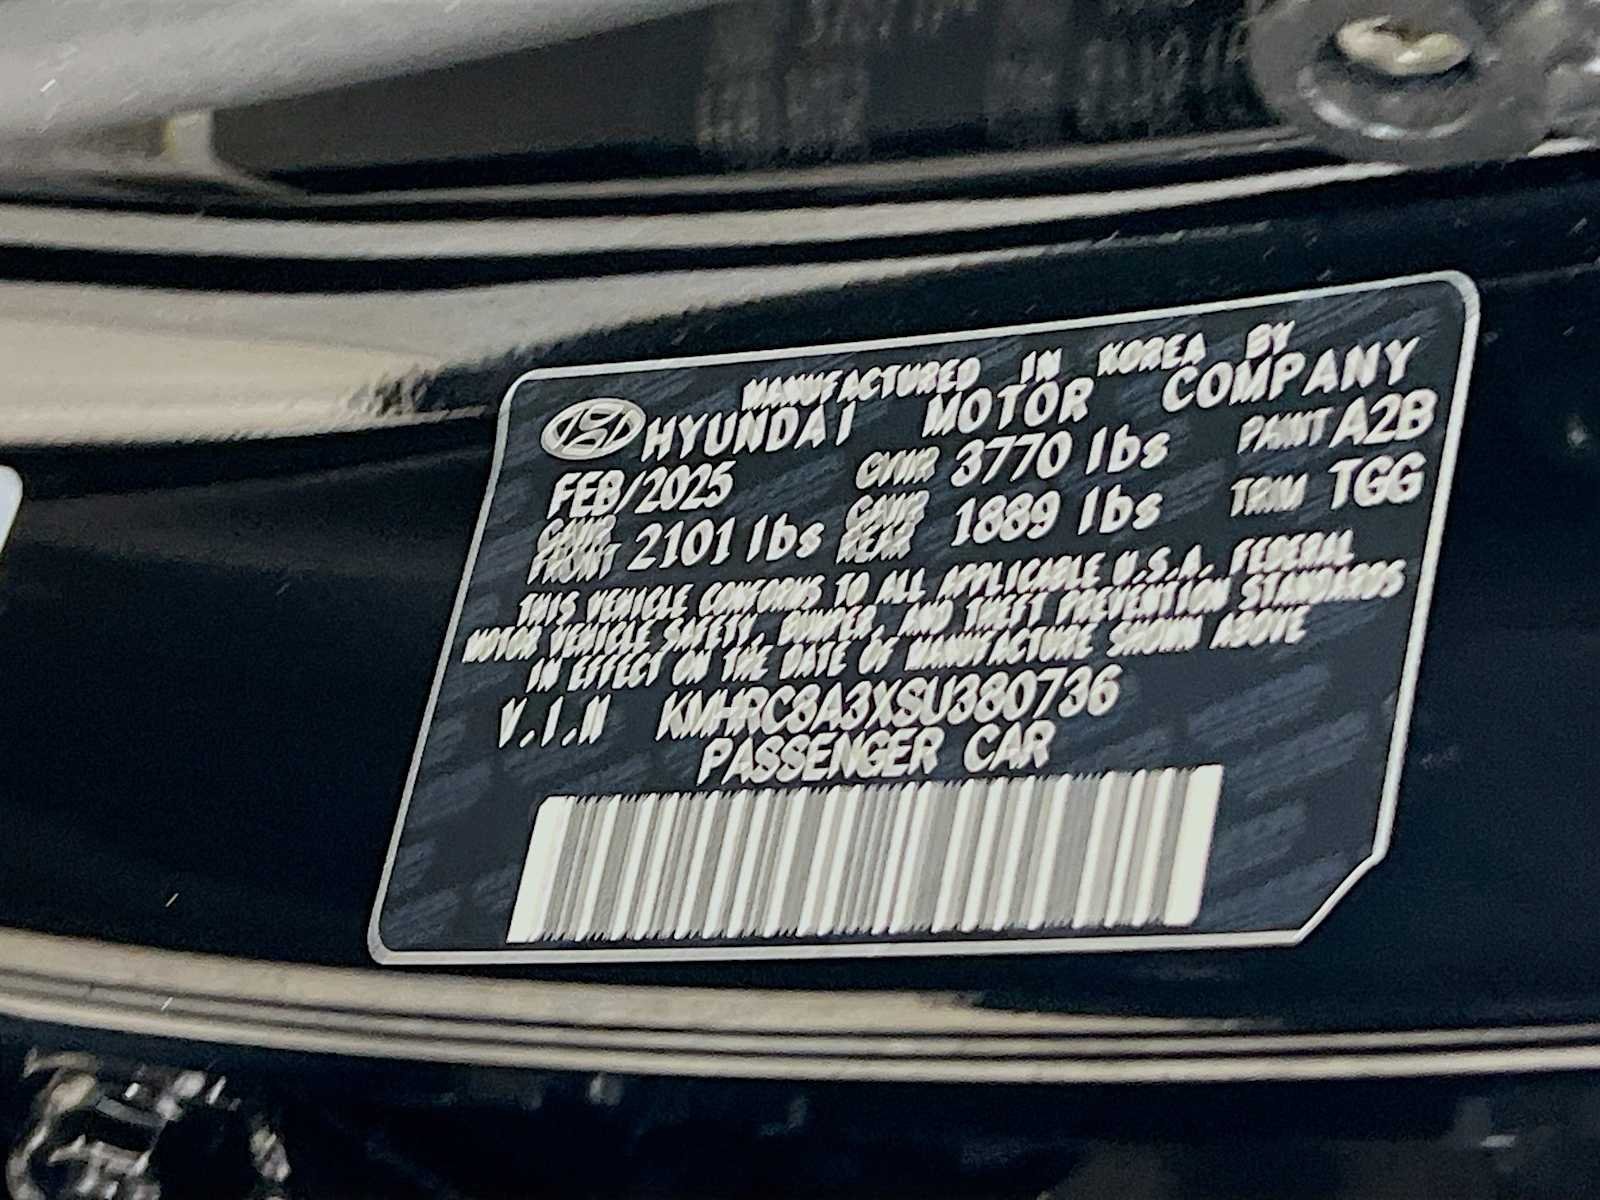 MANUFACTURED IN KOREA BY
HYUNDAI MOTOR COMPANY
FEB/2025 GVWR 3770 lbs PAINT A2B
GAWR FRONT 2101 lbs GAWR REAR 1889 lbs TRIM TGG
THIS VEHICLE CONFORMS TO ALL APPLICABLE U.S.A. FEDERAL
MOTOR VEHICLE SAFETY, BUMPER, AND THEFT PREVENTION STANDARDS
IN EFFECT ON THE DATE OF MANUFACTURE SHOWN ABOVE
V.I.N KMHRC8A3XSU380736
PASSENGER CAR